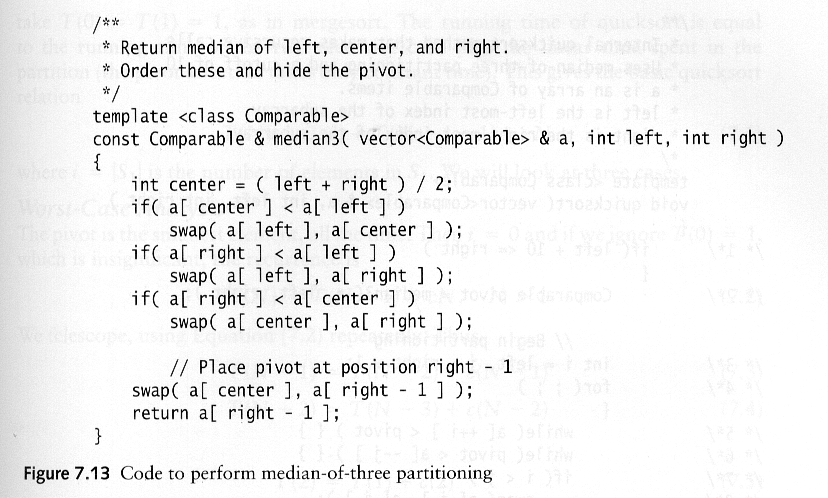 /**
* Return median of left, center, and right.
* Order these and hide the pivot.
*/
template <class Comparable>
const Comparable & median3( vector<Comparable> & a, int left, int right )
{
int center = ( left + right ) / 2;
if( a[ center ] < a[ left ] )
swap( a[ left ], a[ center ] );
if( a[ right ] < a[ left ] )
swap( a[ left ], a[ right ] );
if( a[ right ] < a[ center ] )
swap( a[ center ], a[ right ] );
// Place pivot at position right - 1
swap( a[ center ], a[ right - 1 ] );
return a[ right - 1 ];
}
Figure 7.13 Code to perform median-of-three partitioning